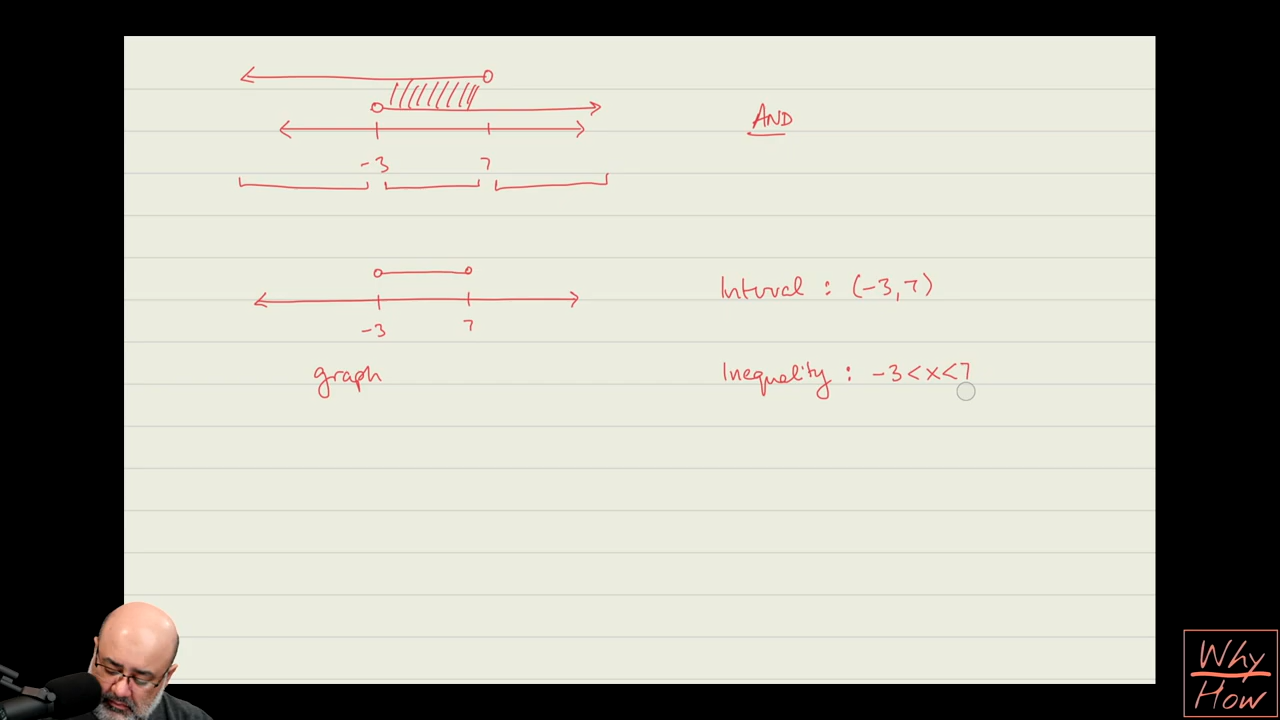 AND
-3 7
Interval : (-3,7)
-3 7
graph
Inequality : -3<x<7
Why
How